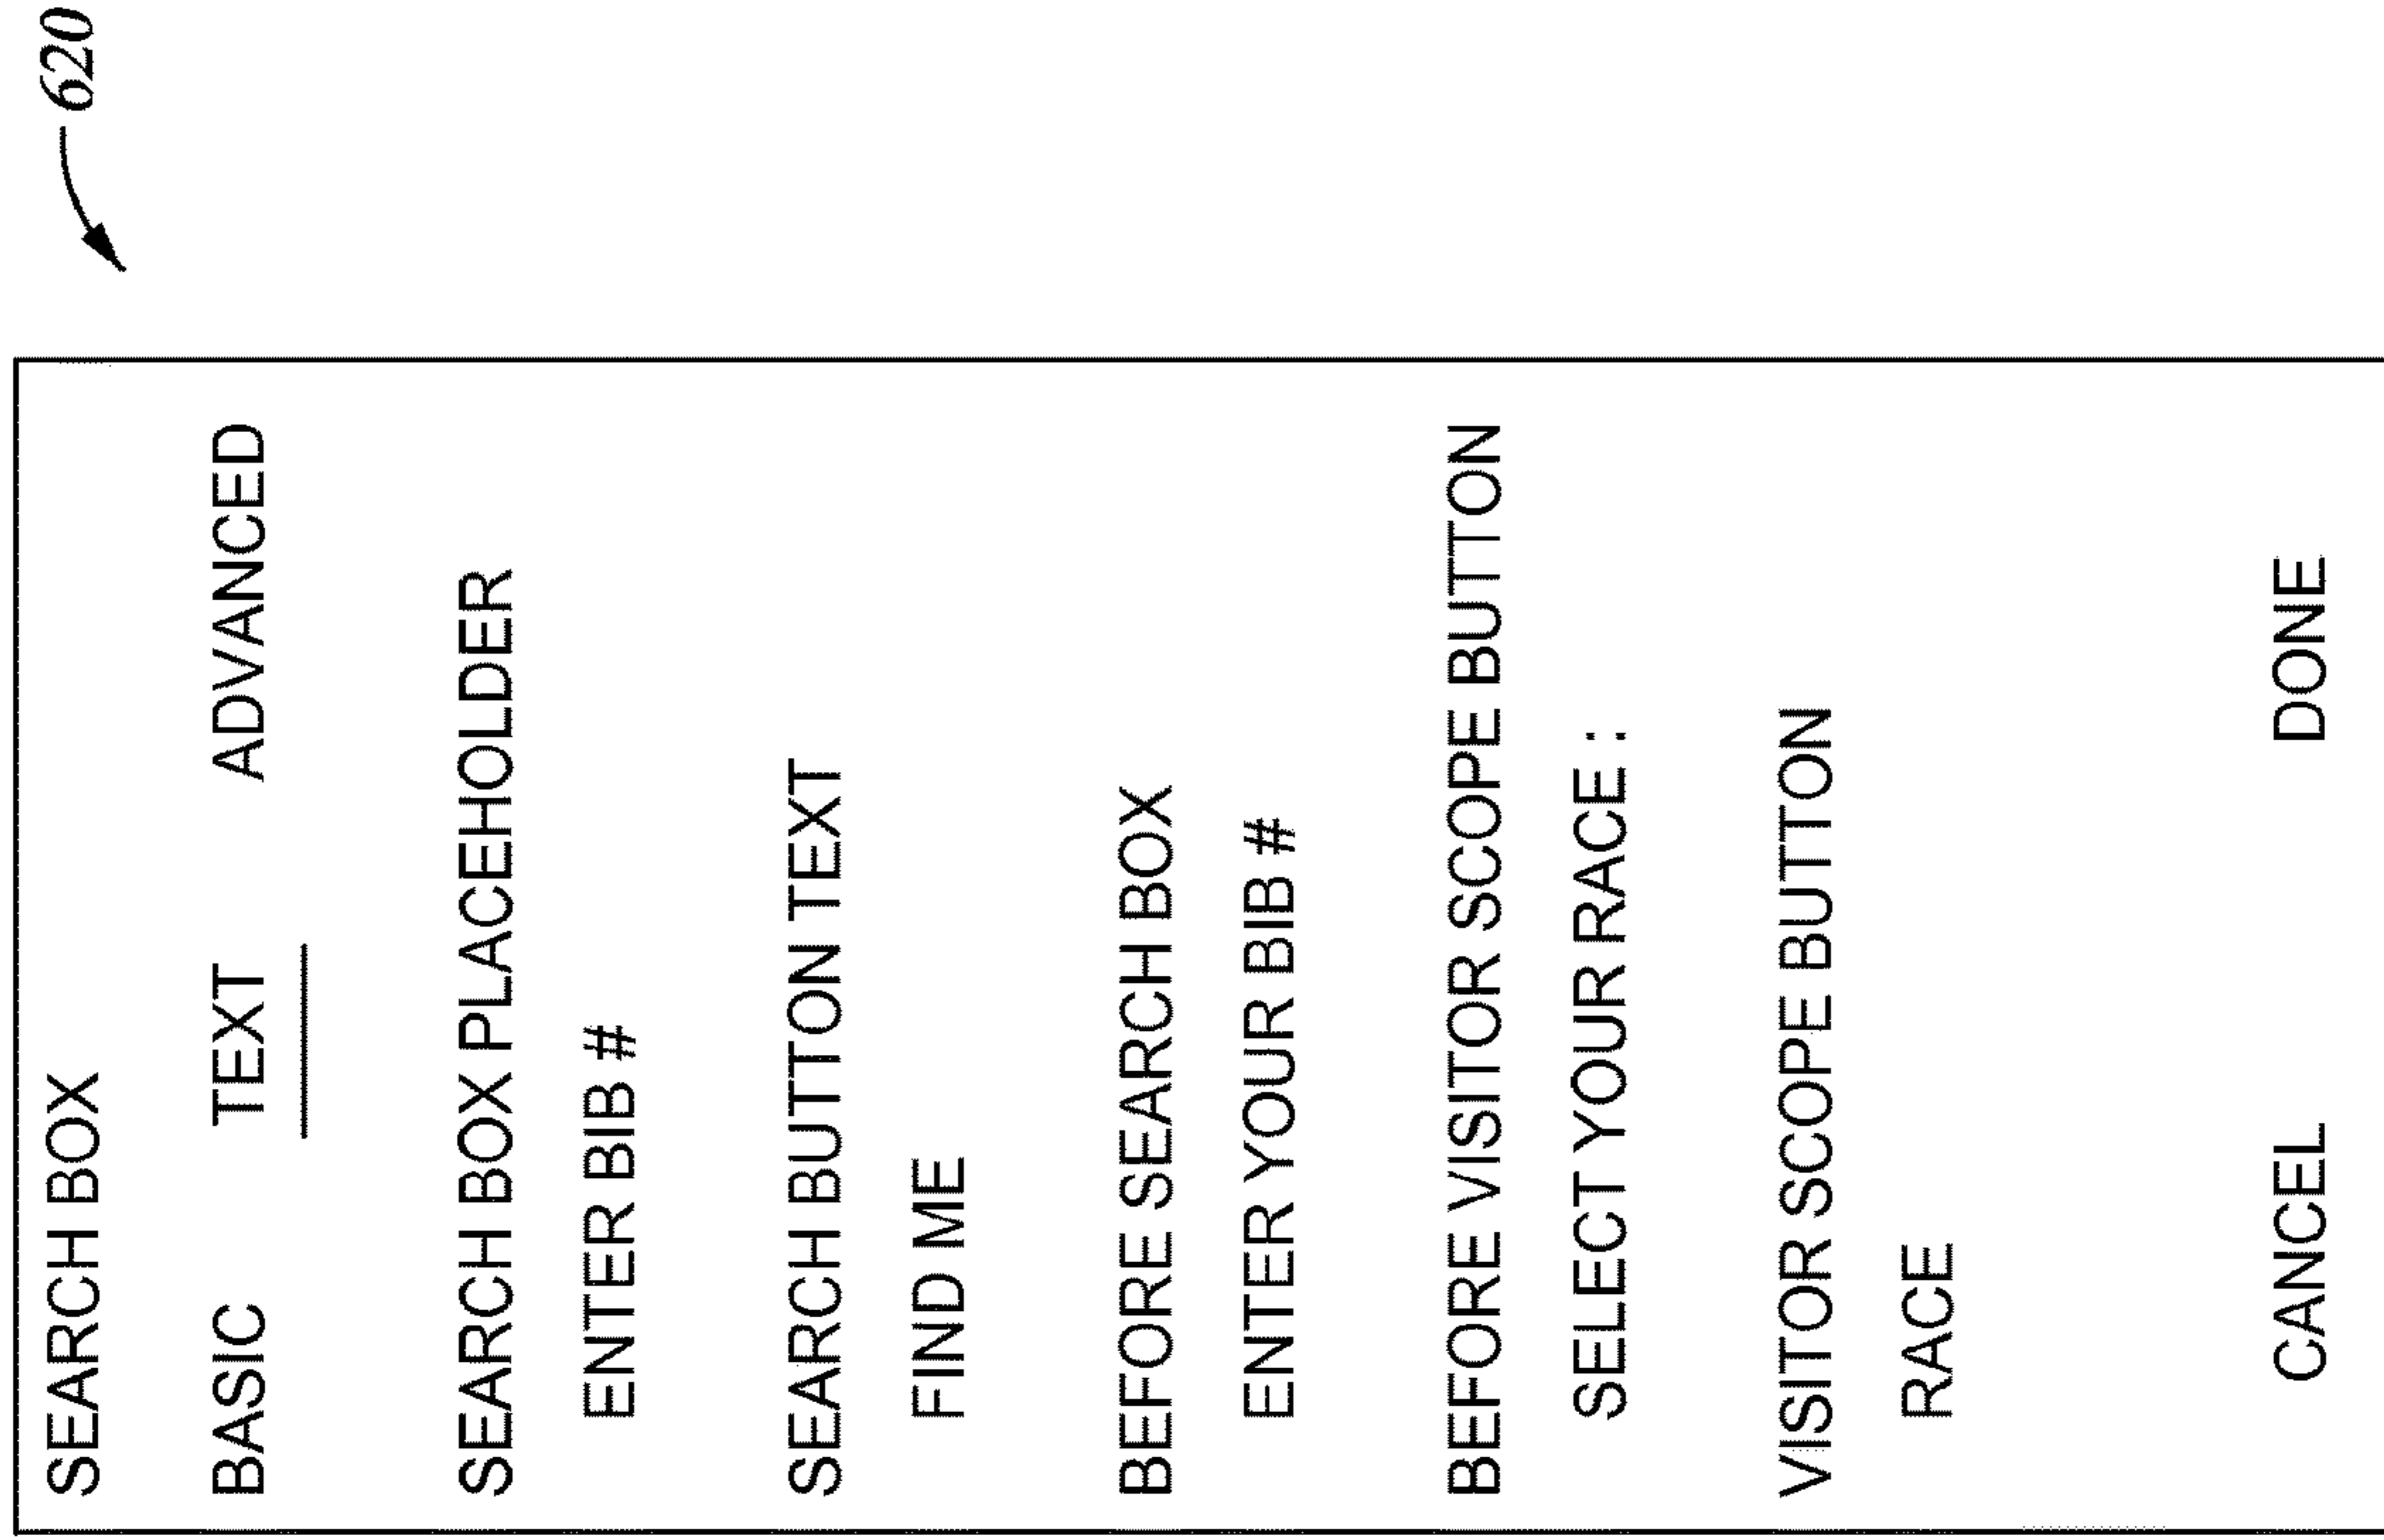 620
SEARCH BOX
BASIC TEXT ADVANCED
SEARCH BOX PLACEHOLDER
ENTER BIB #
SEARCH BUTTON TEXT
FIND ME
BEFORE SEARCH BOX
ENTER YOUR BIB #
BEFORE VISITOR SCOPE BUTTON
SELECT YOUR RACE :
VISITOR SCOPE BUTTON
RACE
CANCEL DONE